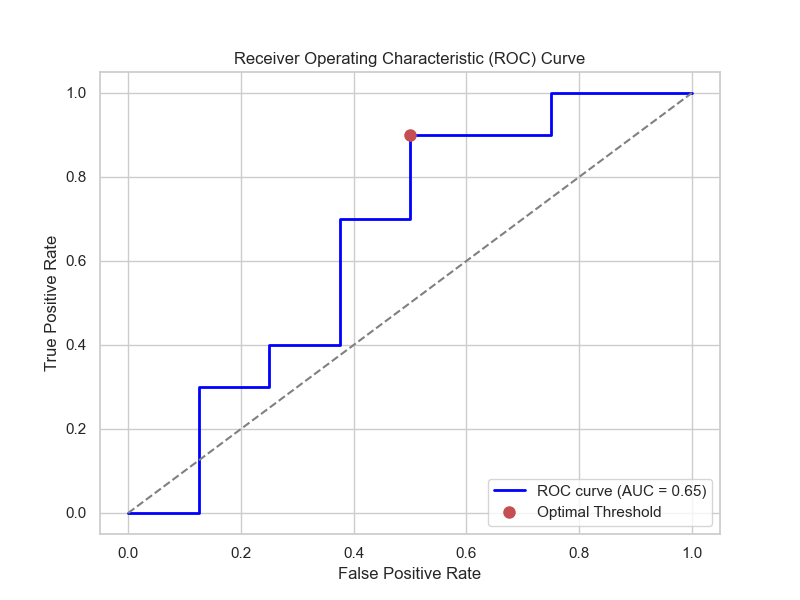 Receiver Operating Characteristic (ROC) Curve
1.0
0.8
0.6
0.4
0.2
0.0
True Positive Rate
0.0 0.2 0.4 0.6 0.8 1.0
False Positive Rate
ROC curve (AUC = 0.65)
Optimal Threshold